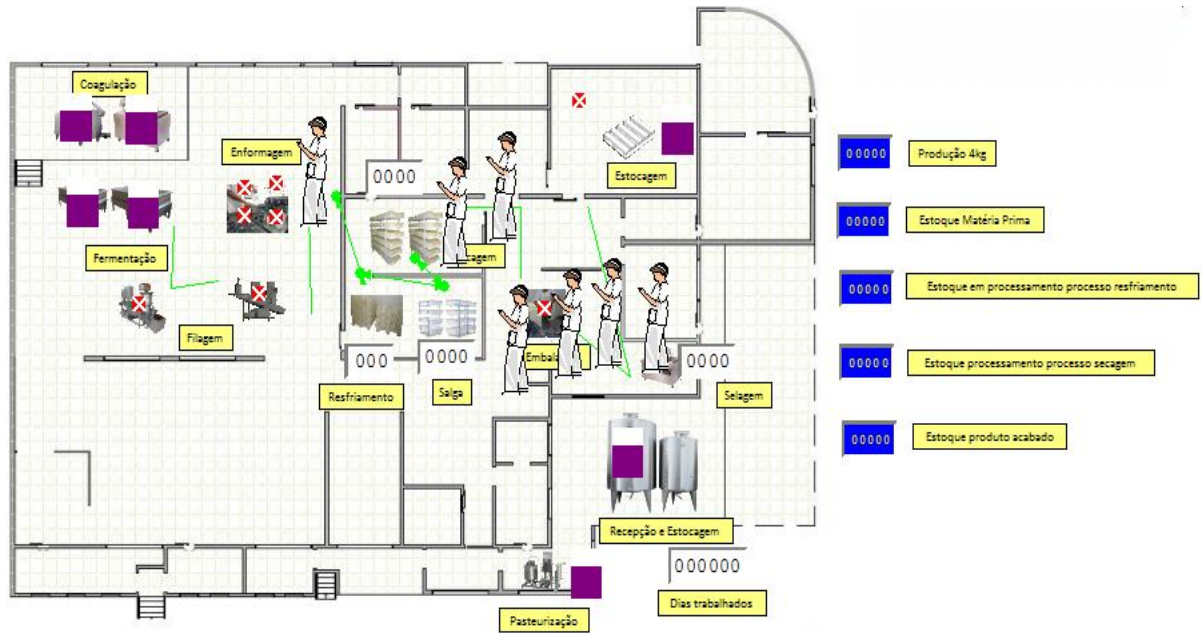 Coagulação
Enformagem
0000
Estocagem
00000
Produção 4kg
00000
Estoque Matéria Prima
Fermentação
00000
Estoque em processamento processo resfriamento
Filagem
000
0000
0000
00000
Estoque processamento processo secagem
Resfriamento
Salga
Selagem
00000
Estoque produto acabado
Recepção e Estocagem
000000
Dias trabalhados
Pasteurização